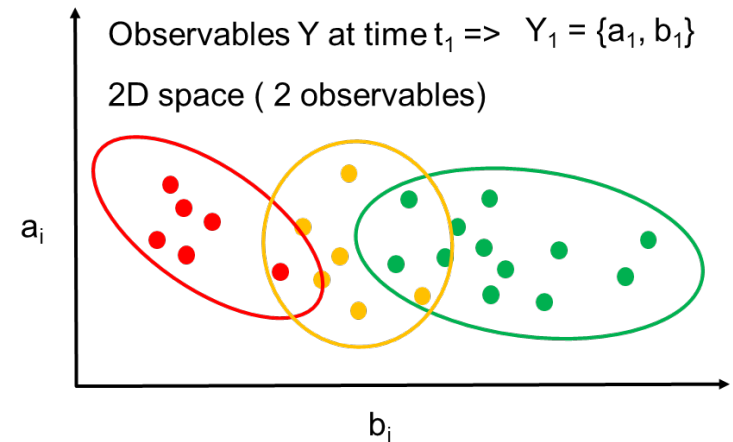 Observables Y at time t₁ => Y₁ = {a₁, b₁}
2D space ( 2 observables)
aᵢ
bᵢ